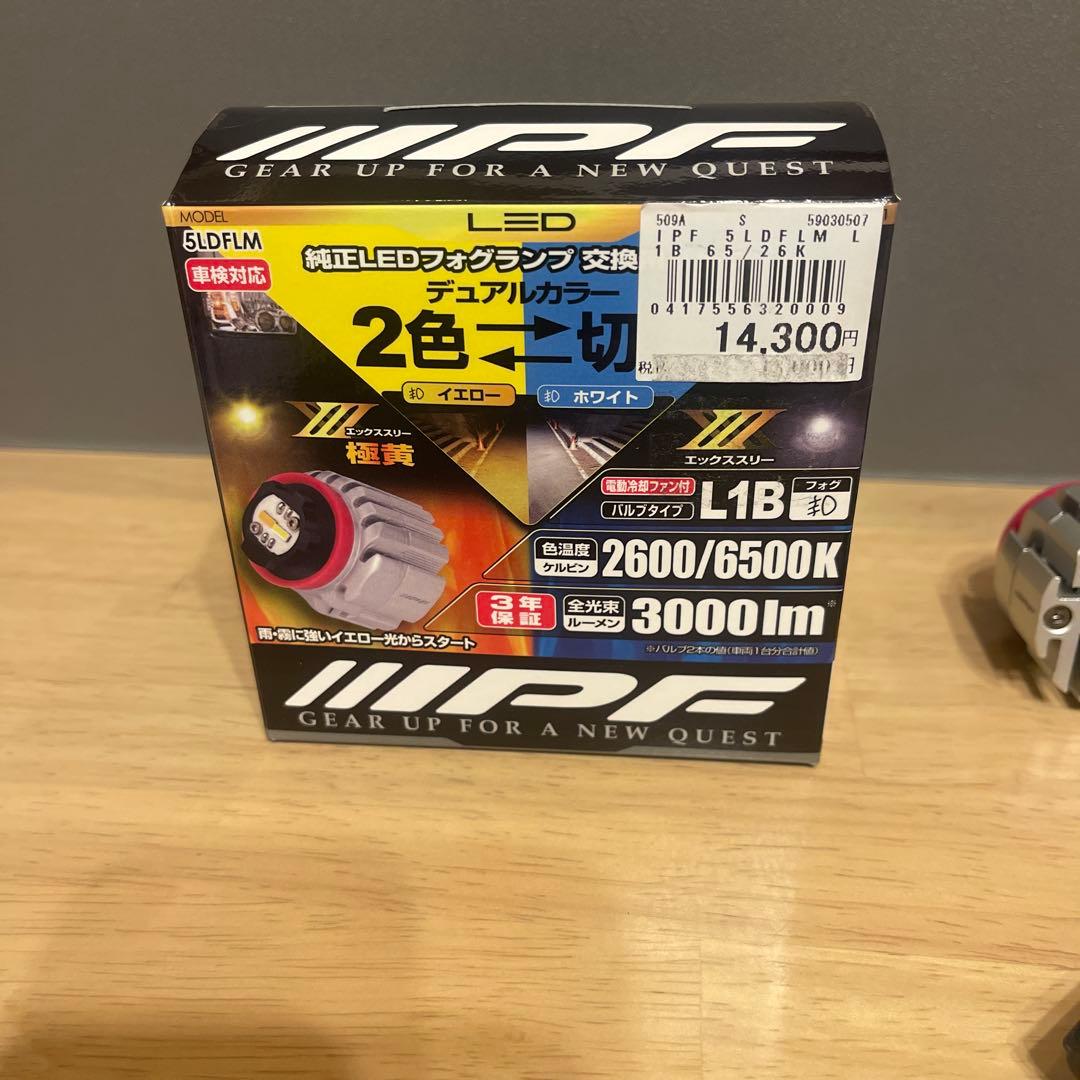 IPF
GEAR UP FOR A NEW QUEST
MODEL
5LDFLM
車検対応
LED
純正LEDフォグランプ 交換
デュアルカラー
2色⇄切
509A S 59030507
IPF 5LDFLM L
1B 65/26K
0417556320009
14,300円
税
円
イエロー
ホワイト
エックススリー
極黄
エックススリー
電動冷却ファン付
バルブタイプ
L1B
フォグ
色温度
ケルビン
2600/6500K
3年
保証
全光束
ルーメン
3000lm※
※バルブ2本の値(車両1台分合計値)
雨・霧に強いイエロー光からスタート
IPF
GEAR UP FOR A NEW QUEST